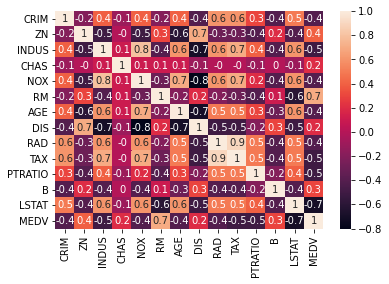 CRIM 1 -0.2 0.4 -0.1 0.4 -0.2 0.4 -0.4 0.6 0.6 0.3 -0.4 0.5 -0.4
ZN -0.2 1 -0.5 -0 -0.5 0.3 -0.6 0.7 -0.3 -0.3 -0.4 0.2 -0.4 0.4
INDUS 0.4 -0.5 1 0.1 0.8 -0.4 0.6 -0.7 0.6 0.7 0.4 -0.4 0.6 -0.5
CHAS -0.1 -0 0.1 1 0.1 0.1 0.1 -0.1 -0 -0 -0.1 0 -0.1 0.2
NOX 0.4 -0.5 0.8 0.1 1 -0.3 0.7 -0.8 0.6 0.7 0.2 -0.4 0.6 -0.4
RM -0.2 0.3 -0.4 0.1 -0.3 1 -0.2 0.2 -0.2 -0.3 -0.4 0.1 -0.6 0.7
AGE 0.4 -0.6 0.6 0.1 0.7 -0.2 1 -0.7 0.5 0.5 0.3 -0.3 0.6 -0.4
DIS -0.4 0.7 -0.7 -0.1 -0.8 0.2 -0.7 1 -0.5 -0.5 -0.2 0.3 -0.5 0.2
RAD 0.6 -0.3 0.6 -0 0.6 -0.2 0.5 -0.5 1 0.9 0.5 -0.4 0.5 -0.4
TAX 0.6 -0.3 0.7 -0 0.7 -0.3 0.5 -0.5 0.9 1 0.5 -0.4 0.5 -0.5
PTRATIO 0.3 -0.4 0.4 -0.1 0.2 -0.4 0.3 -0.2 0.5 0.5 1 -0.2 0.4 -0.5
B -0.4 0.2 -0.4 0 -0.4 0.1 -0.3 0.3 -0.4 -0.4 -0.2 1 -0.4 0.3
LSTAT 0.5 -0.4 0.6 -0.1 0.6 -0.6 0.6 -0.5 0.5 0.5 0.4 -0.4 1 -0.7
MEDV -0.4 0.4 -0.5 0.2 -0.4 0.7 -0.4 0.2 -0.4 -0.5 -0.5 0.3 -0.7 1
CRIM ZN INDUS CHAS NOX RM AGE DIS RAD TAX PTRATIO B LSTAT MEDV
1.0
0.8
0.6
0.4
0.2
0.0
-0.2
-0.4
-0.6
-0.8